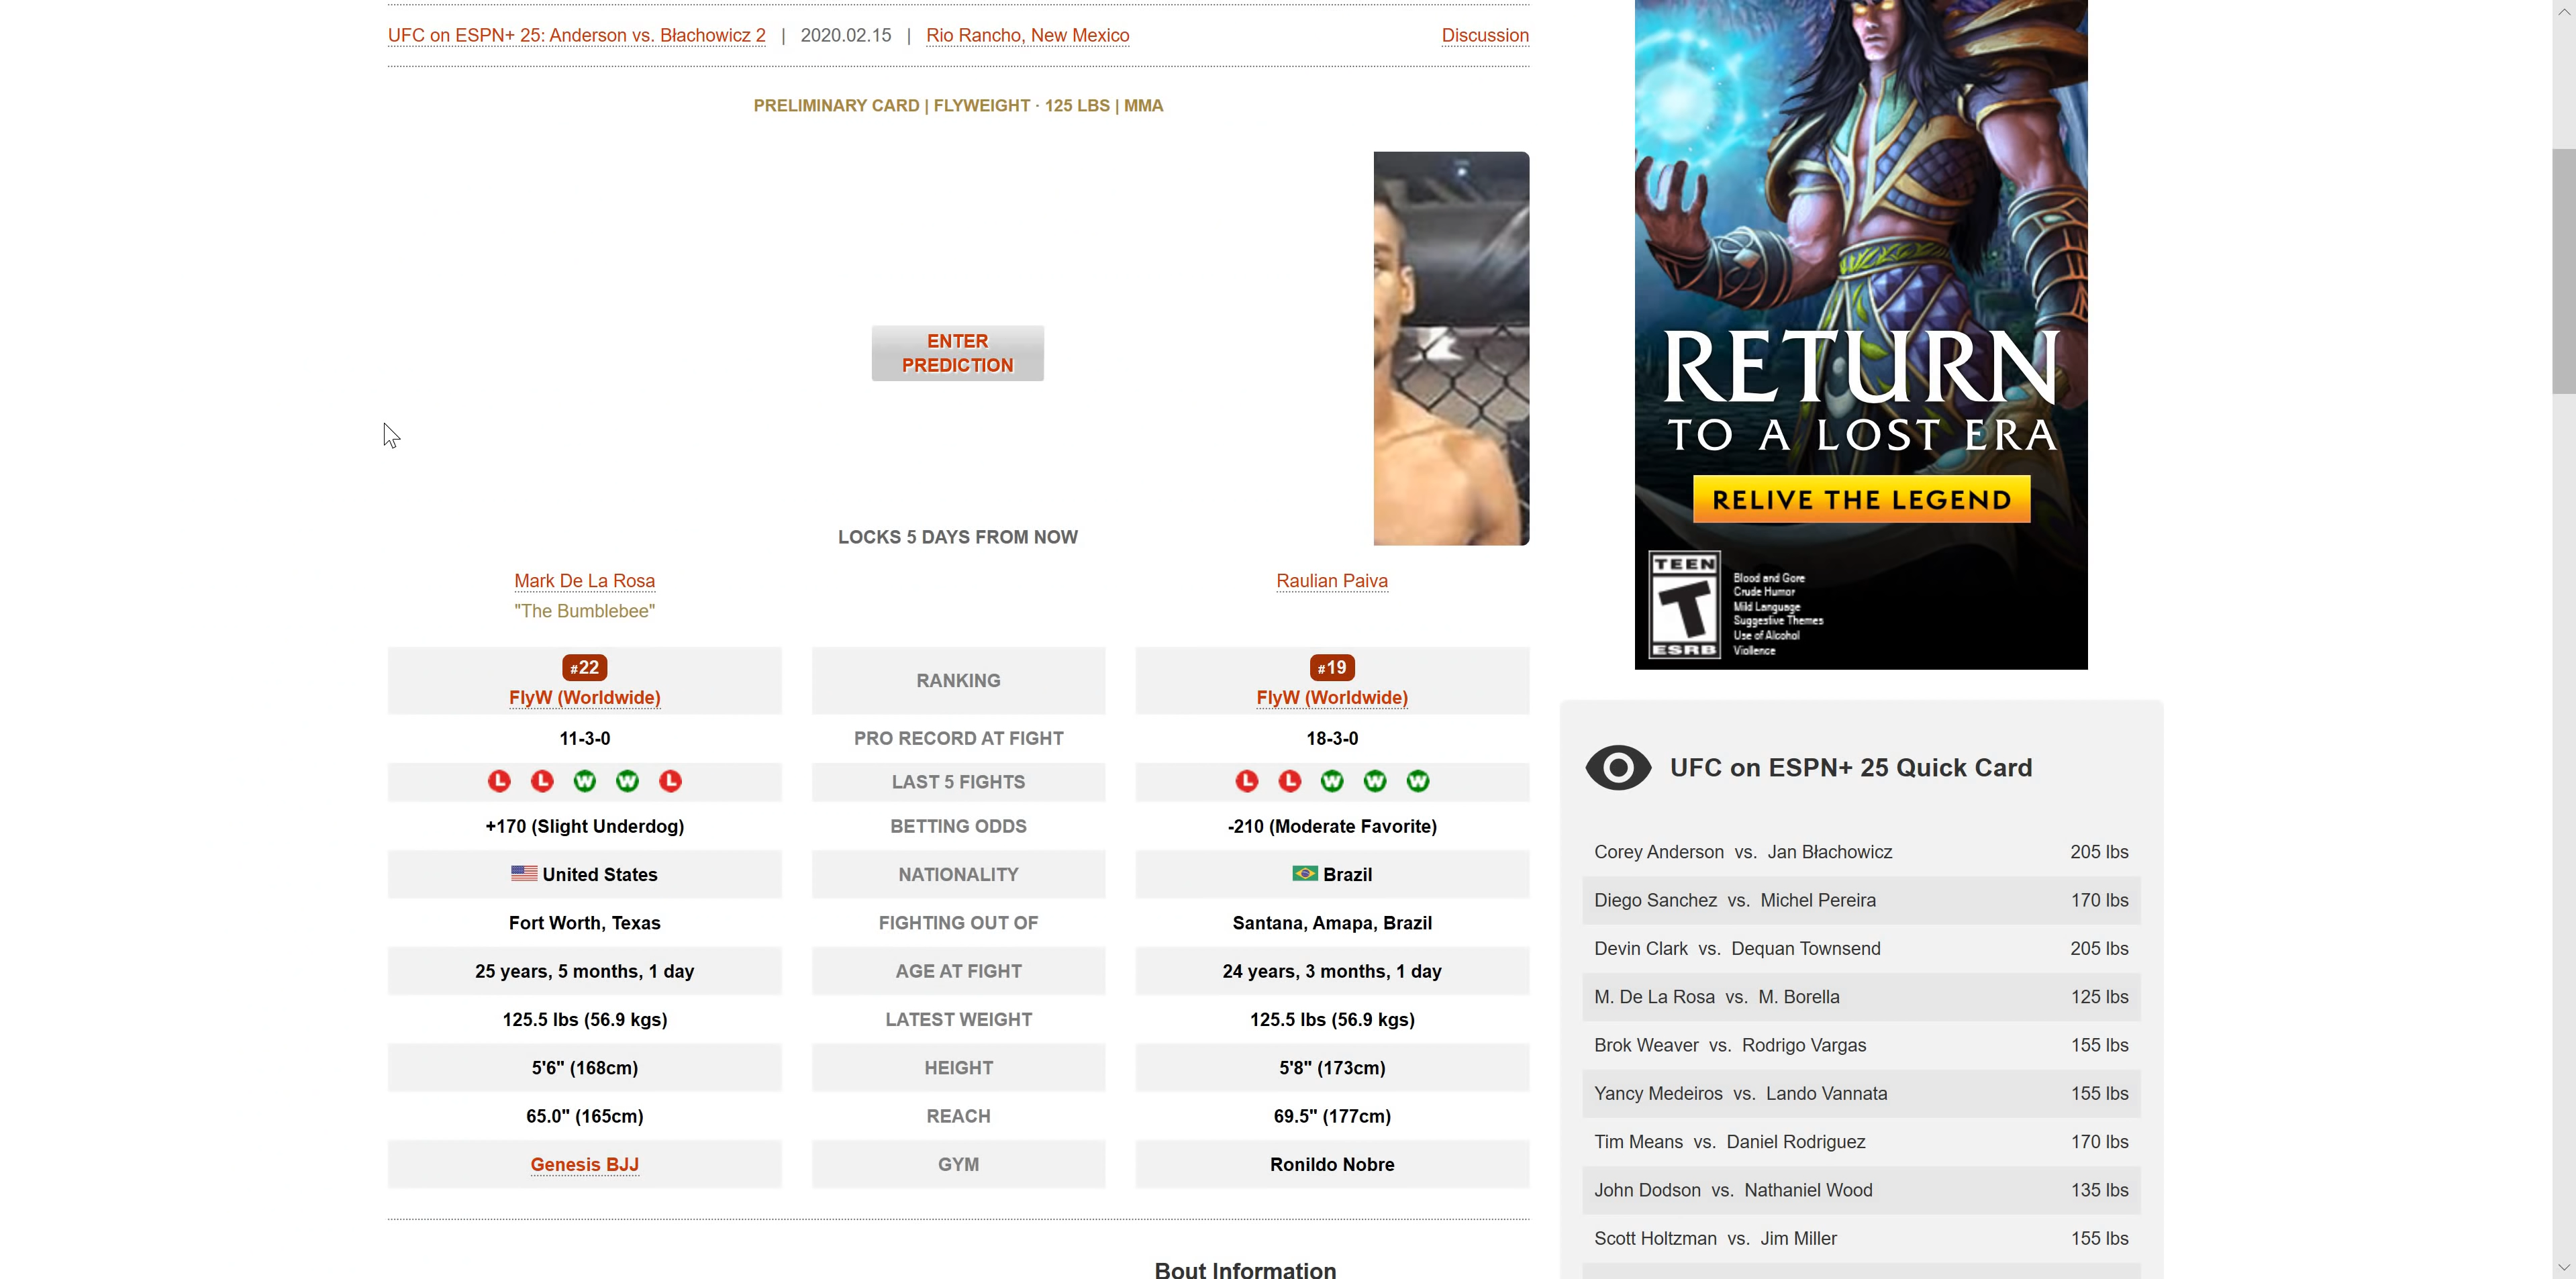 UFC on ESPN+ 25: Anderson vs. Błachowicz 2 | 2020.02.15 | Rio Rancho, New Mexico Discussion
PRELIMINARY CARD | FLYWEIGHT · 125 LBS | MMA
ENTER
PREDICTION
LOCKS 5 DAYS FROM NOW
Mark De La Rosa Raulian Paiva
"The Bumblebee"
#22 RANKING #19
FlyW (Worldwide) FlyW (Worldwide)
11-3-0 PRO RECORD AT FIGHT 18-3-0
L L W W L LAST 5 FIGHTS L L W W W
+170 (Slight Underdog) BETTING ODDS -210 (Moderate Favorite)
United States NATIONALITY Brazil
Fort Worth, Texas FIGHTING OUT OF Santana, Amapa, Brazil
25 years, 5 months, 1 day AGE AT FIGHT 24 years, 3 months, 1 day
125.5 lbs (56.9 kgs) LATEST WEIGHT 125.5 lbs (56.9 kgs)
5'6" (168cm) HEIGHT 5'8" (173cm)
65.0" (165cm) REACH 69.5" (177cm)
Genesis BJJ GYM Ronildo Nobre
Bout Information
RETURN
TO A LOST ERA
RELIVE THE LEGEND
TEEN
T
ESRB
Blood and Gore
Crude Humor
Mild Language
Suggestive Themes
Use of Alcohol
Violence
UFC on ESPN+ 25 Quick Card
Corey Anderson vs. Jan Błachowicz 205 lbs
Diego Sanchez vs. Michel Pereira 170 lbs
Devin Clark vs. Dequan Townsend 205 lbs
M. De La Rosa vs. M. Borella 125 lbs
Brok Weaver vs. Rodrigo Vargas 155 lbs
Yancy Medeiros vs. Lando Vannata 155 lbs
Tim Means vs. Daniel Rodriguez 170 lbs
John Dodson vs. Nathaniel Wood 135 lbs
Scott Holtzman vs. Jim Miller 155 lbs